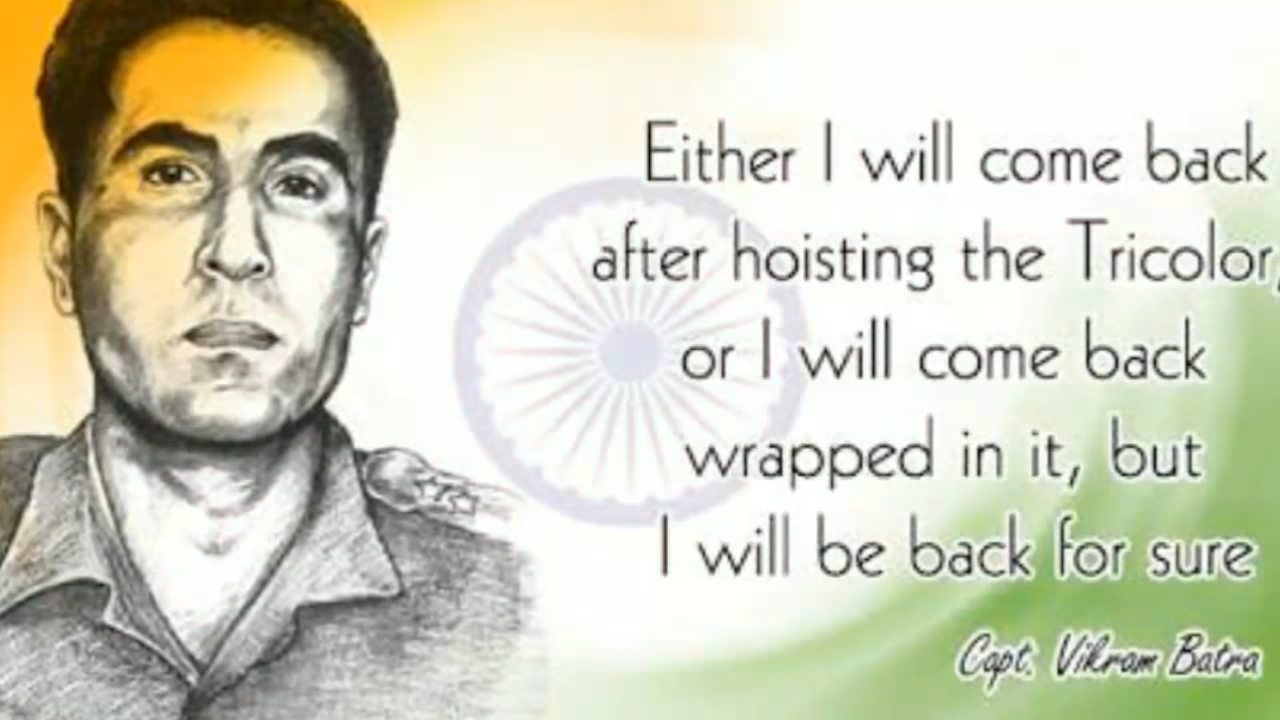 Either I will come back
after hoisting the Tricolor,
or I will come back
wrapped in it, but
I will be back for sure
Capt. Vikram Batra